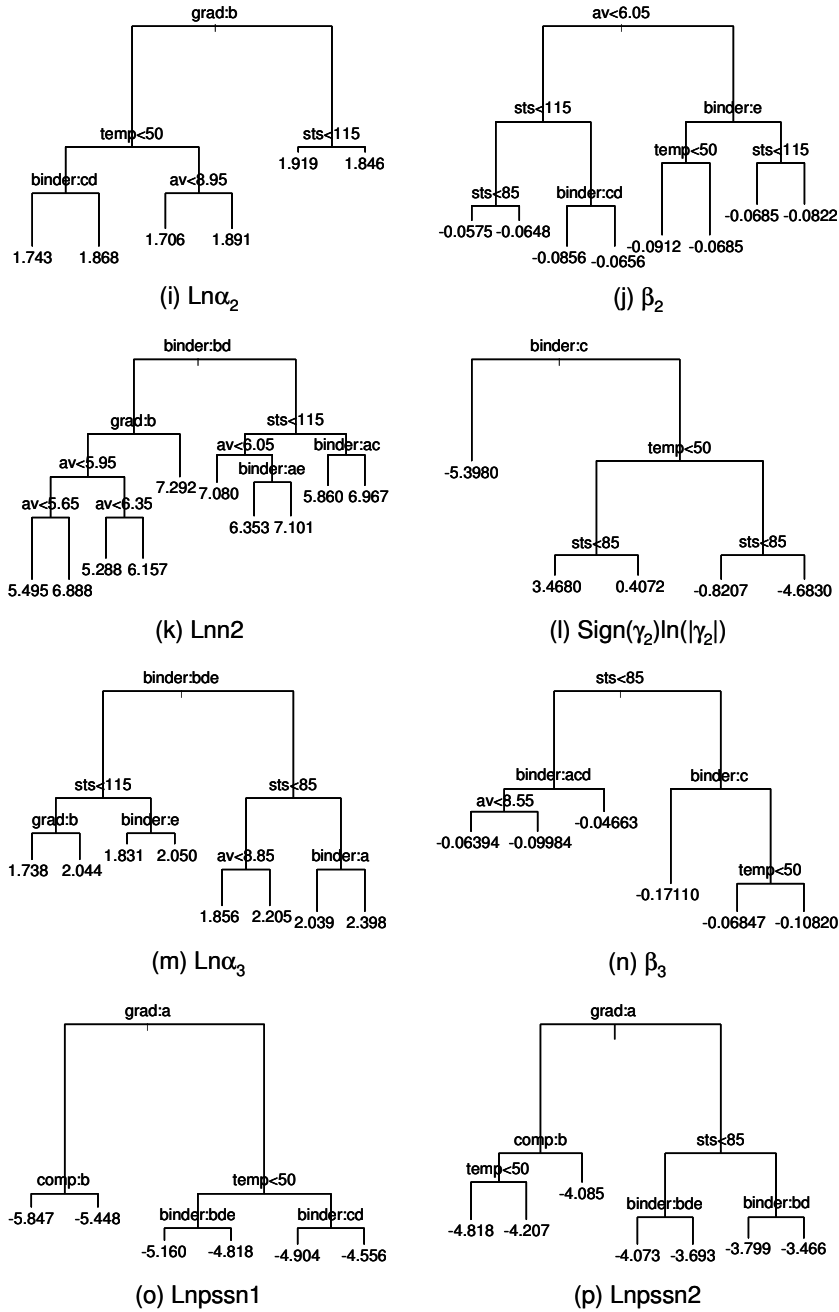 grad:b
temp<50
sts<115
1.919 1.846
binder:cd
av<8.95
1.706 1.891
1.743 1.868
(i) Lnα₂
av<6.05
sts<115
binder:e
temp<50
sts<115
sts<85
binder:cd
-0.0575 -0.0648
-0.0856 -0.0656
-0.0912 -0.0685
-0.0685 -0.0822
(j) β₂
binder:bd
grad:b
sts<115
av<5.95
7.292
av<6.05
binder:ac
7.080
binder:ae
5.860 6.967
av<5.65
av<6.35
6.353 7.101
5.288 6.157
5.495 6.888
(k) Lnn2
binder:c
-5.3980
temp<50
sts<85
sts<85
3.4680 0.4072
-0.8207 -4.6830
(l) Sign(γ₂)ln(|γ₂|)
binder:bde
sts<115
sts<85
grad:b
binder:e
1.738 2.044
1.831 2.050
av<8.85
binder:a
1.856 2.205
2.039 2.398
(m) Lnα₃
sts<85
binder:acd
binder:c
av<8.55
-0.04663
-0.06394 -0.09984
-0.17110
temp<50
-0.06847 -0.10820
(n) β₃
grad:a
comp:b
temp<50
-5.847 -5.448
binder:bde
binder:cd
-5.160 -4.818
-4.904 -4.556
(o) Lnpssn1
grad:a
comp:b
sts<85
temp<50
-4.085
-4.818 -4.207
binder:bde
binder:bd
-4.073 -3.693
-3.799 -3.466
(p) Lnpssn2